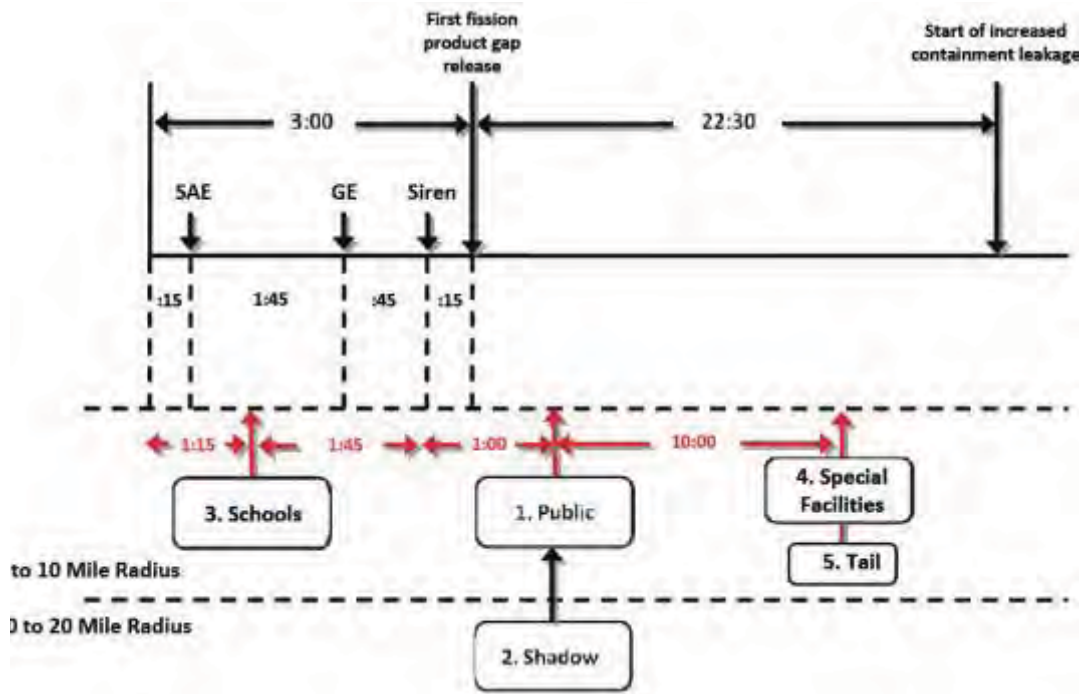 First fission
product gap
release
Start of increased
containment leakage
3:00
22:30
SAE
GE
Siren
:15
1:45
:45
:15
1:15
1:45
1:00
10:00
3. Schools
1. Public
4. Special
Facilities
5. Tail
to 10 Mile Radius
0 to 20 Mile Radius
2. Shadow